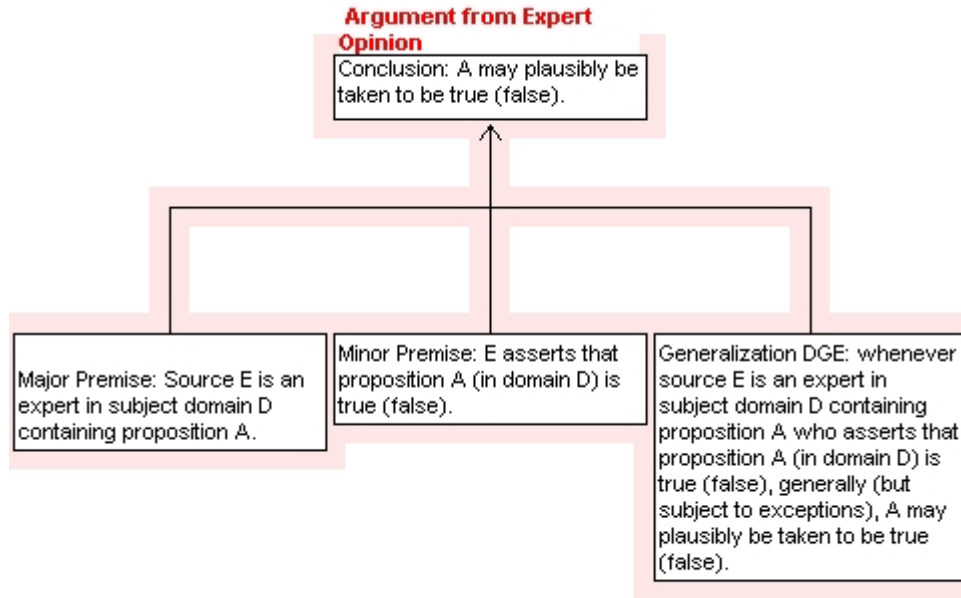 Argument from Expert
Opinion
Conclusion: A may plausibly be
taken to be true (false).
Major Premise: Source E is an
expert in subject domain D
containing proposition A.
Minor Premise: E asserts that
proposition A (in domain D) is
true (false).
Generalization DGE: whenever
source E is an expert in
subject domain D containing
proposition A who asserts that
proposition A (in domain D) is
true (false), generally (but
subject to exceptions), A may
plausibly be taken to be true
(false).